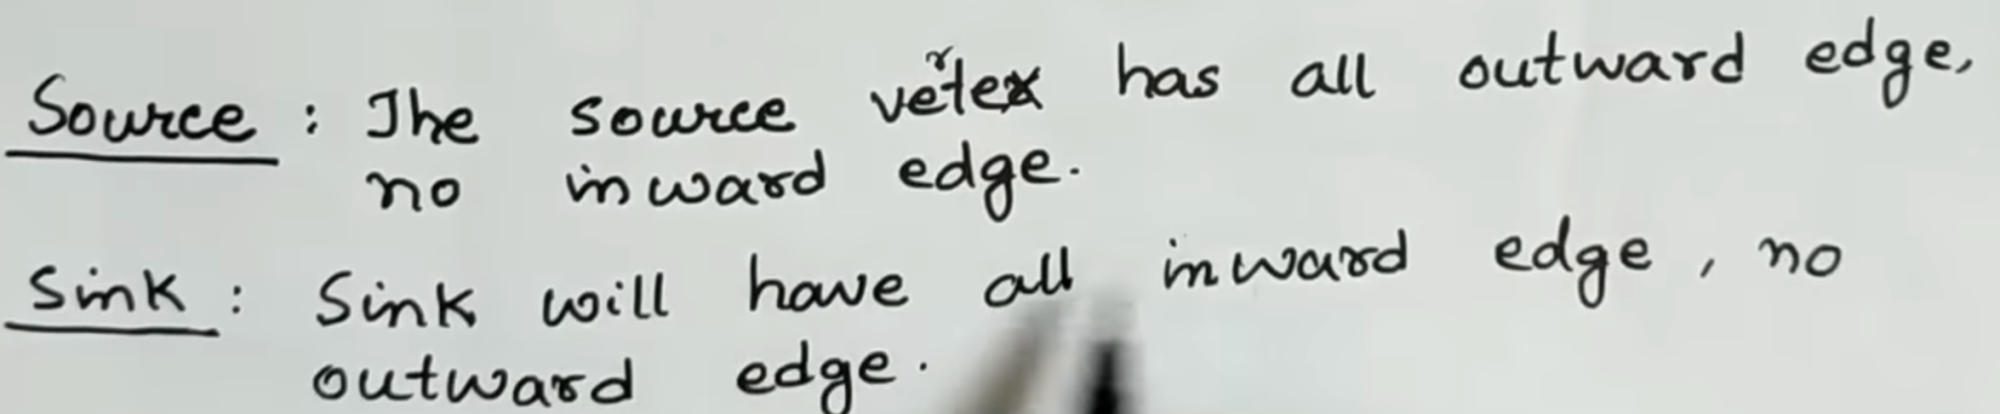 Source : The source vertex has all outward edge,
no inward edge.
Sink : Sink will have all inward edge, no
outward edge.